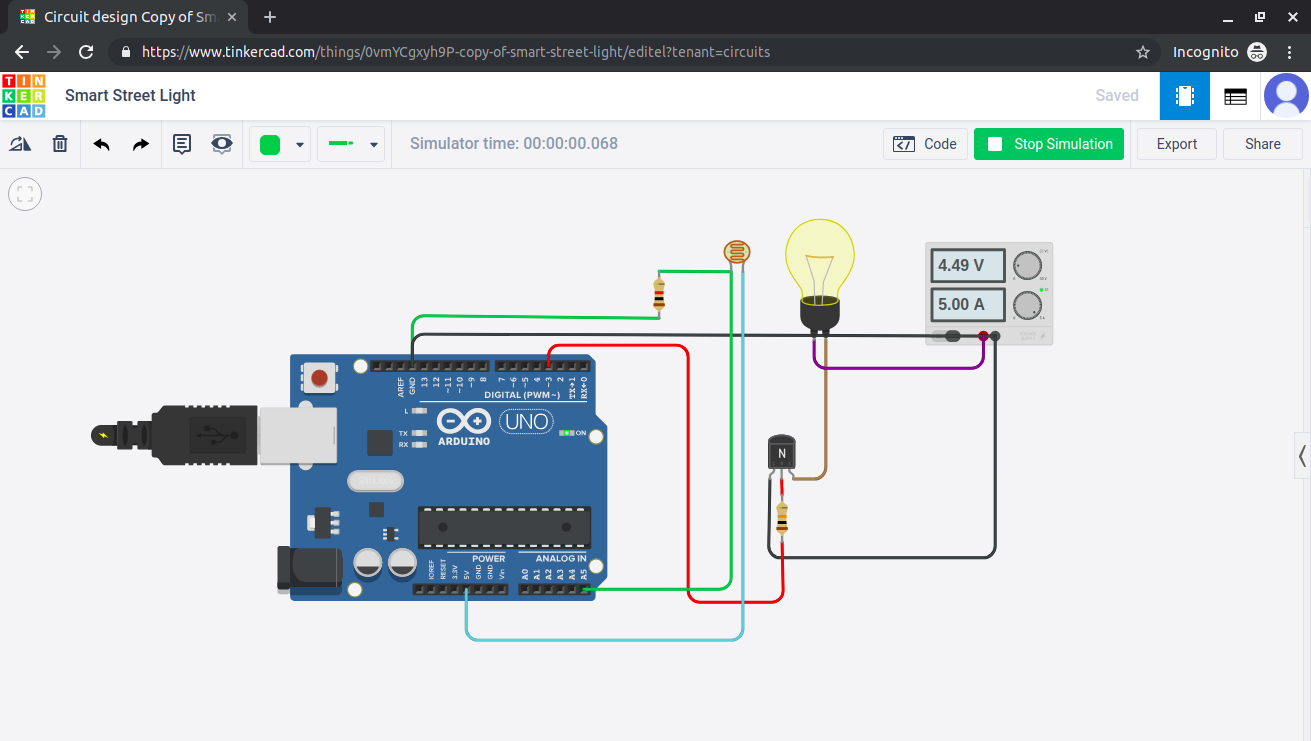 Circuit design Copy of Sm
https://www.tinkercad.com/things/0vmYCgxyh9P-copy-of-smart-street-light/editel?tenant=circuits
Incognito
TIN
KER
CAD
Smart Street Light
Saved
Simulator time: 00:00:00.068
Code
Stop Simulation
Export
Share
4.49 V
5.00 A
AREF
GND
13
12
~11
~10
~9
8
7
~6
~5
4
~3
2
TX→1
RX←0
DIGITAL (PWM~)
L
TX
RX
ARDUINO
UNO
ON
N
POWER
ANALOG IN
IOREF
RESET
3.3V
5V
GND
GND
Vin
A0
A1
A2
A3
A4
A5